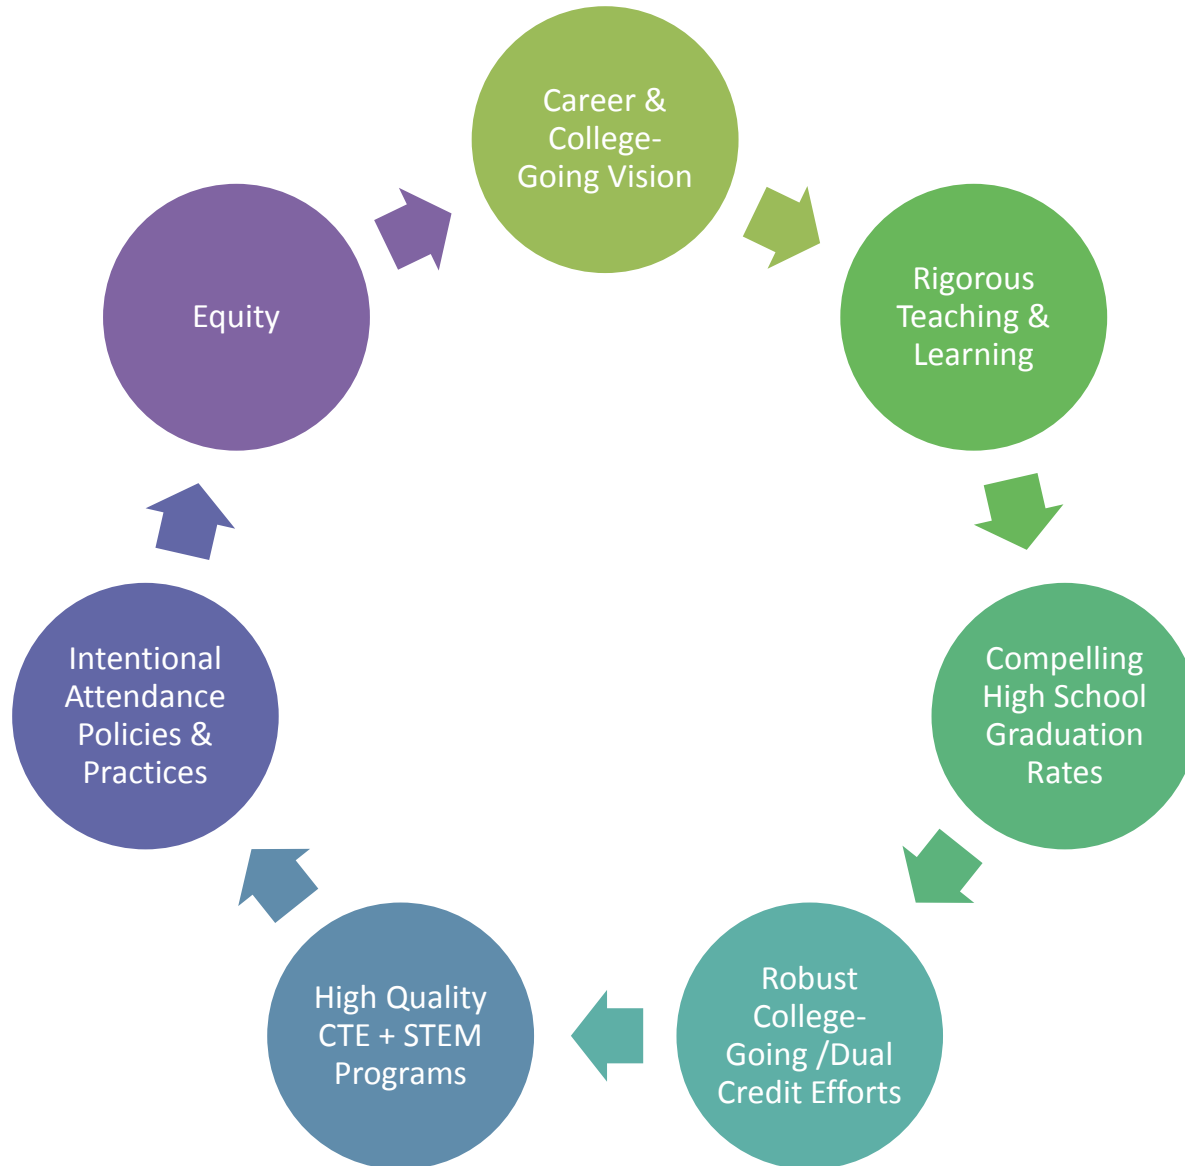 Career &
College-
Going Vision
Rigorous
Teaching &
Learning
Compelling
High School
Graduation
Rates
Robust
College-
Going /Dual
Credit Efforts
High Quality
CTE + STEM
Programs
Intentional
Attendance
Policies &
Practices
Equity